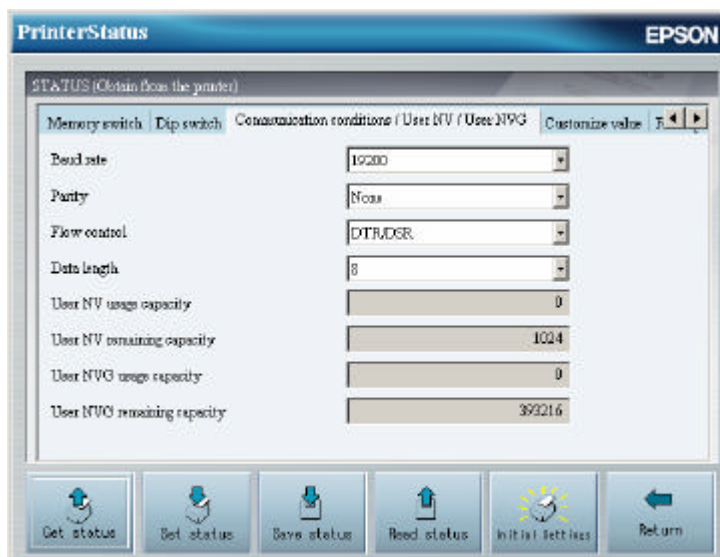 PrinterStatus
EPSON
STATUS (Obtain from the printer)
Memory switch Dip switch Communication conditions / User NV / User NVG Customize value
Baud rate 19200
Parity None
Flow control DTR/DSR
Data length 8
User NV usage capacity 0
User NV remaining capacity 1024
User NVG usage capacity 0
User NVG remaining capacity 393216
Get status Set status Save status Read status Initial Settings Return